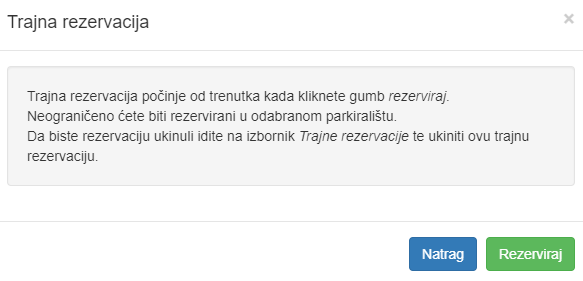 Trajna rezervacija
×
Trajna rezervacija počinje od trenutka kada kliknete gumb rezerviraj.
Neograničeno ćete biti rezervirani u odabranom parkiralištu.
Da biste rezervaciju ukinuli idite na izbornik Trajne rezervacije te ukiniti ovu trajnu
rezervaciju.
Natrag
Rezerviraj